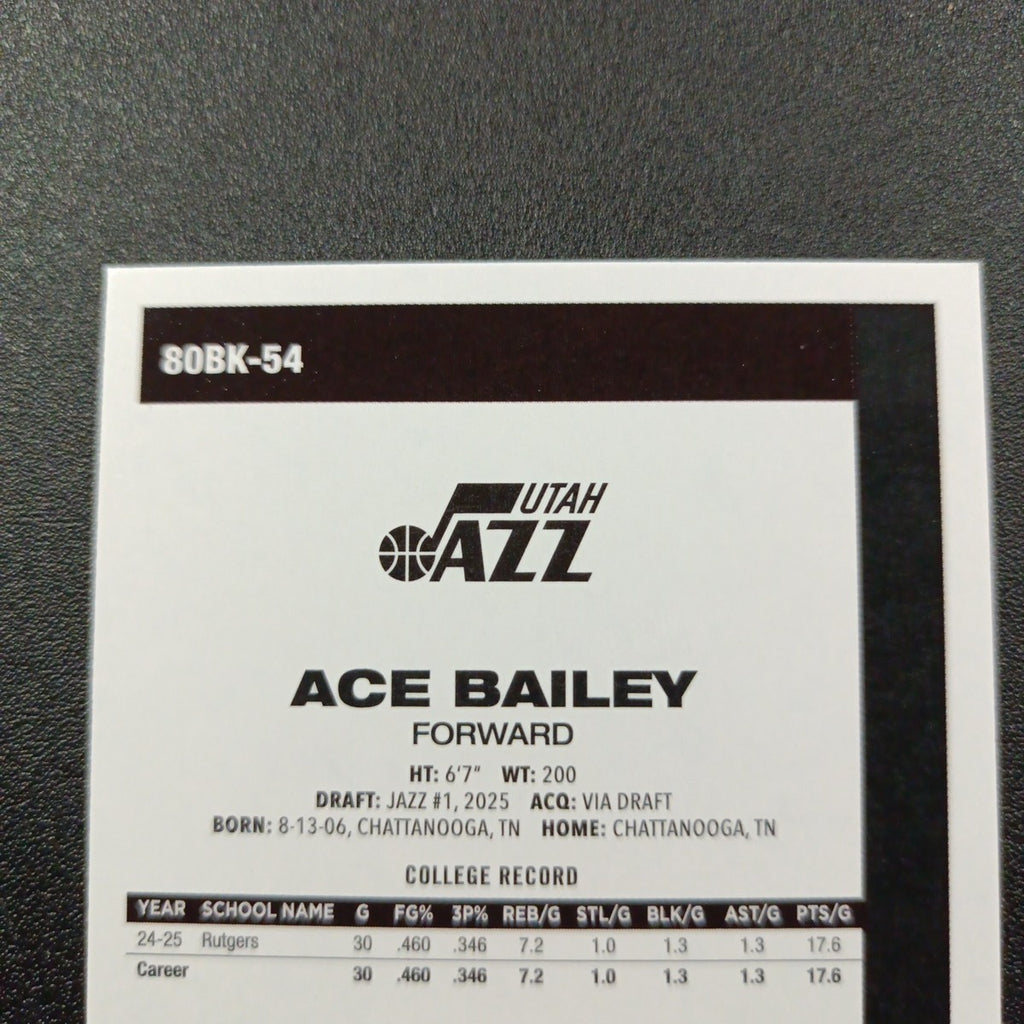 80BK-54
UTAH
JAZZ
ACE BAILEY
FORWARD
HT: 6'7" WT: 200
DRAFT: JAZZ #1, 2025 ACQ: VIA DRAFT
BORN: 8-13-06, CHATTANOOGA, TN HOME: CHATTANOOGA, TN
COLLEGE RECORD
YEAR SCHOOL NAME G FG% 3P% REB/G STL/G BLK/G AST/G PTS/G
24-25 Rutgers 30 .460 .346 7.2 1.0 1.3 1.3 17.6
Career 30 .460 .346 7.2 1.0 1.3 1.3 17.6